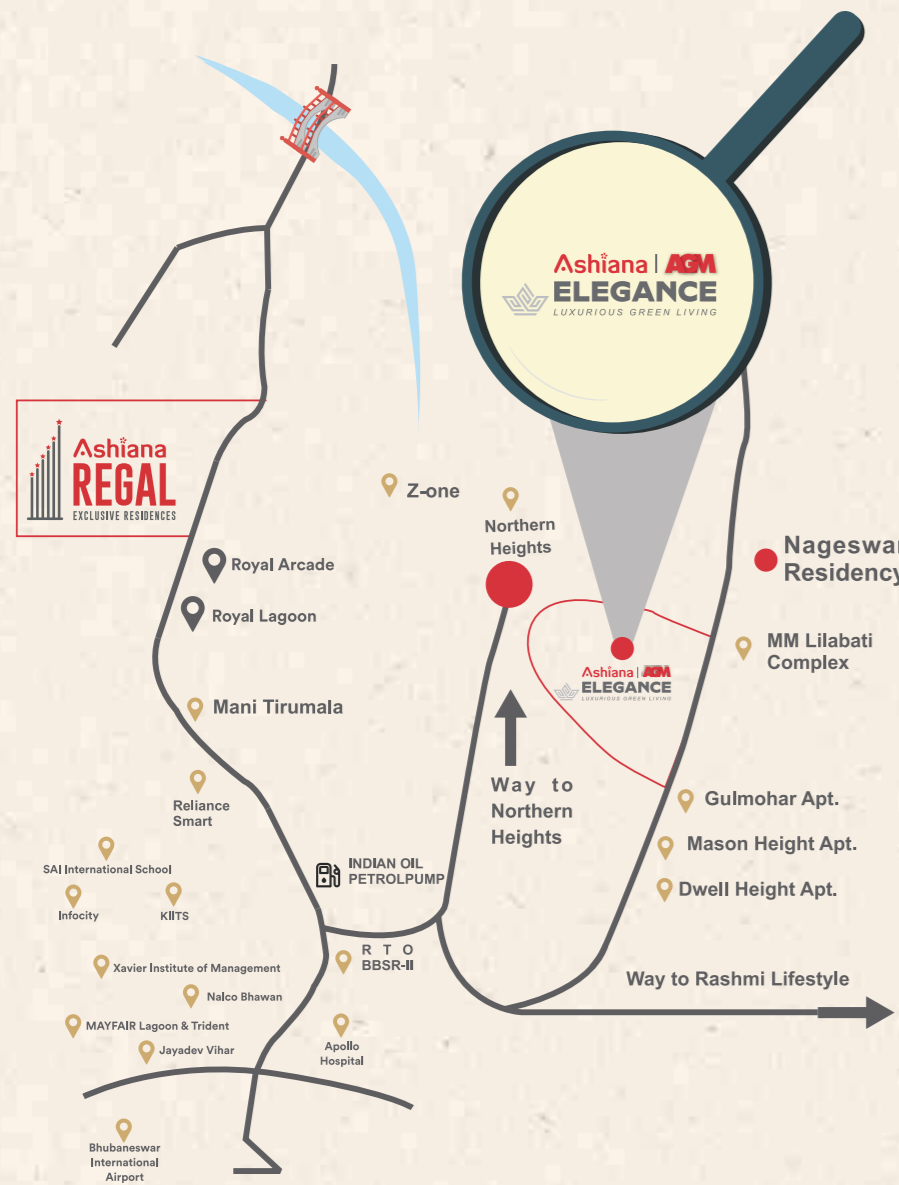 Ashiana | AGM
ELEGANCE
LUXURIOUS GREEN LIVING
Ashiana
REGAL
EXCLUSIVE RESIDENCES
Z-one
Northern
Heights
Nageswar
Residency
Royal Arcade
Royal Lagoon
MM Lilabati
Complex
Ashiana | AGM
ELEGANCE
LUXURIOUS GREEN LIVING
Mani Tirumala
Way to
Northern
Heights
Reliance
Smart
Gulmohar Apt.
Mason Height Apt.
Dwell Height Apt.
SAI International School
INDIAN OIL
PETROLPUMP
Infocity
KIITS
R T O
BBSR-II
Xavier Institute of Management
Way to Rashmi Lifestyle
Nalco Bhawan
MAYFAIR Lagoon & Trident
Jayadev Vihar
Apollo
Hospital
Bhubaneswar
International
Airport